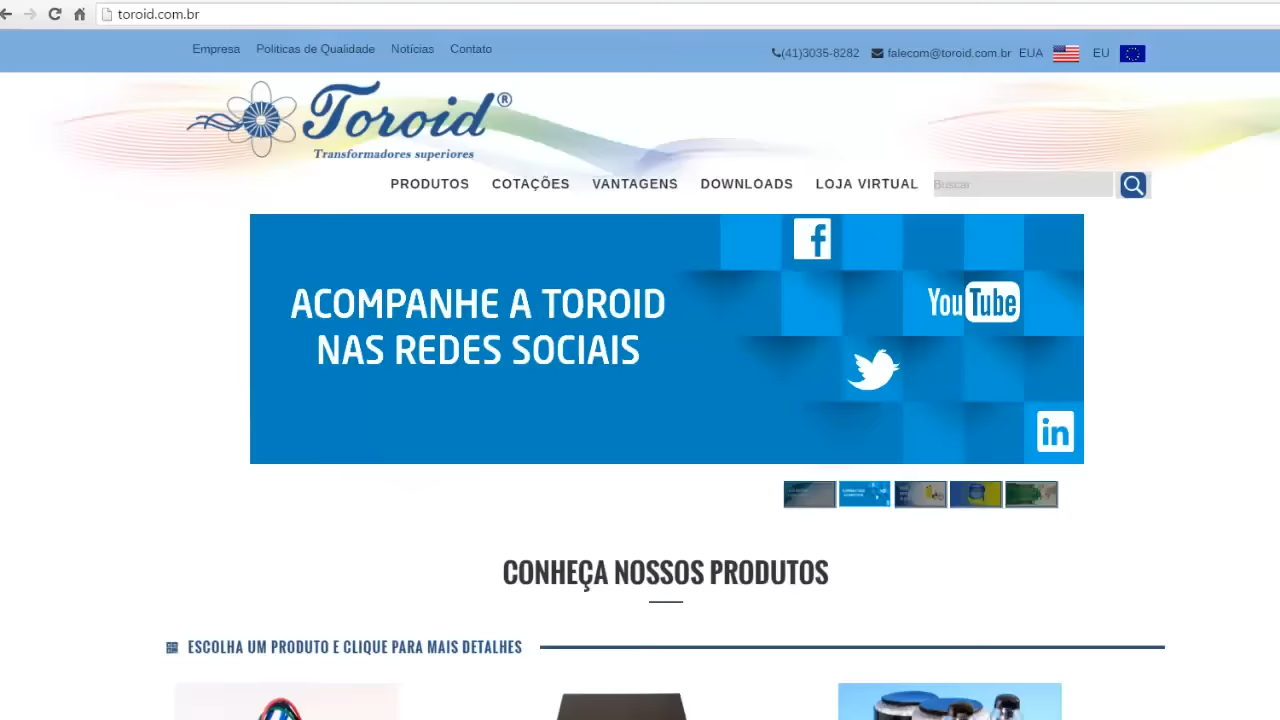 toroid.com.br
Empresa Politicas de Qualidade Notícias Contato
(41)3035-8282 falecom@toroid.com.br EUA EU
Toroid®
Transformadores superiores
PRODUTOS COTAÇÕES VANTAGENS DOWNLOADS LOJA VIRTUAL Buscar
ACOMPANHE A TOROID
NAS REDES SOCIAIS
f
YouTube
in
CONHEÇA NOSSOS PRODUTOS
ESCOLHA UM PRODUTO E CLIQUE PARA MAIS DETALHES